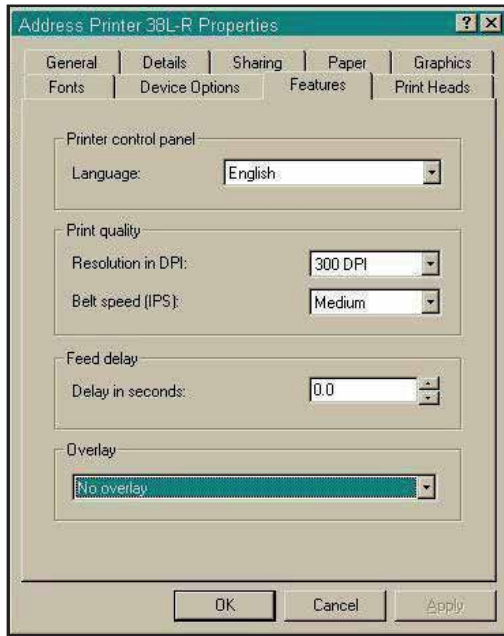 Address Printer 38L-R Properties
General Details Sharing Paper Graphics
Fonts Device Options Features Print Heads
Printer control panel
Language: English
Print quality
Resolution in DPI: 300 DPI
Belt speed (IPS): Medium
Feed delay
Delay in seconds: 0.0
Overlay
No overlay
OK Cancel Apply